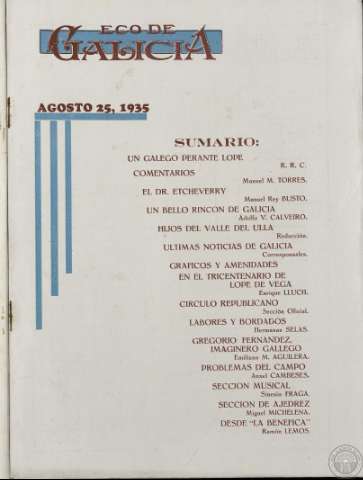 ECO DE
GALICIA
AGOSTO 25, 1935
SUMARIO:
UN GALEGO PERANTE LOPE
R. R. C.
COMENTARIOS
Manuel M. TORRES.
EL DR. ETCHEVERRY
Manuel Rey BUSTO.
UN BELLO RINCON DE GALICIA
Adolfo V. CALVEIRO.
HIJOS DEL VALLE DEL ULLA
Redacción.
ULTIMAS NOTICIAS DE GALICIA
Corresponsales.
GRAFICOS Y AMENIDADES
EN EL TRICENTENARIO DE
LOPE DE VEGA
Enrique LLUCH.
CIRCULO REPUBLICANO
Sección Oficial.
LABORES Y BORDADOS
Hermanas SELAS.
GREGORIO FERNANDEZ,
IMAGINERO GALLEGO
Emiliano M. AGUILERA.
PROBLEMAS DEL CAMPO
Angel CAMBESES.
SECCION MUSICAL
Simeón FRAGA.
SECCION DE AJEDREZ
Miguel MICHELENA.
DESDE "LA BENEFICA"
Ramón LEMOS.